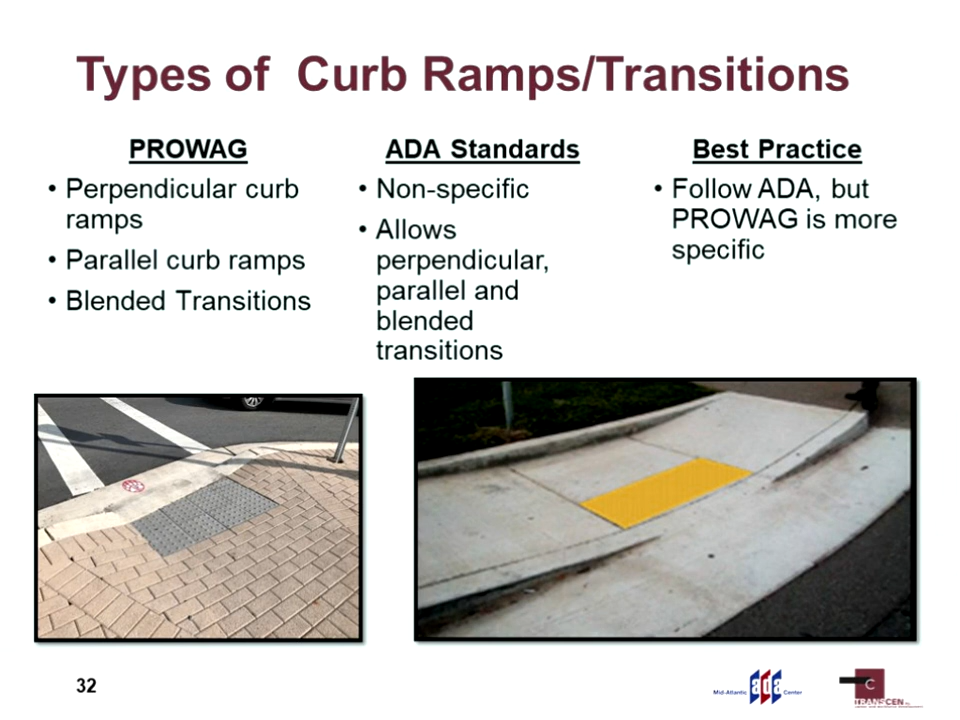 Types of  Curb Ramps/Transitions
PROWAG
• Perpendicular curb
ramps
• Parallel curb ramps
• Blended Transitions
ADA Standards
• Non-specific
• Allows
perpendicular,
parallel and
blended
transitions
Best Practice
• Follow ADA, but
PROWAG is more
specific
32
Mid-Atlantic ada Center
C
TRANSCEN